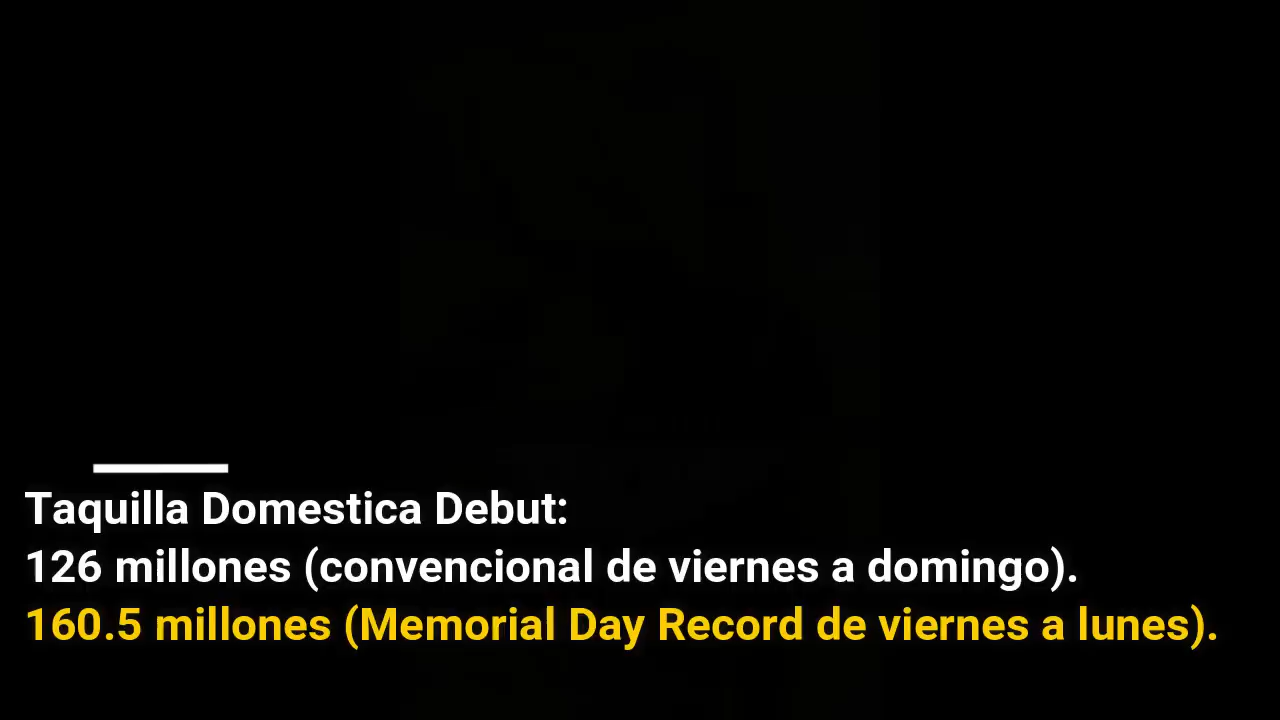 Taquilla Domestica Debut:
126 millones (convencional de viernes a domingo).
160.5 millones (Memorial Day Record de viernes a lunes).